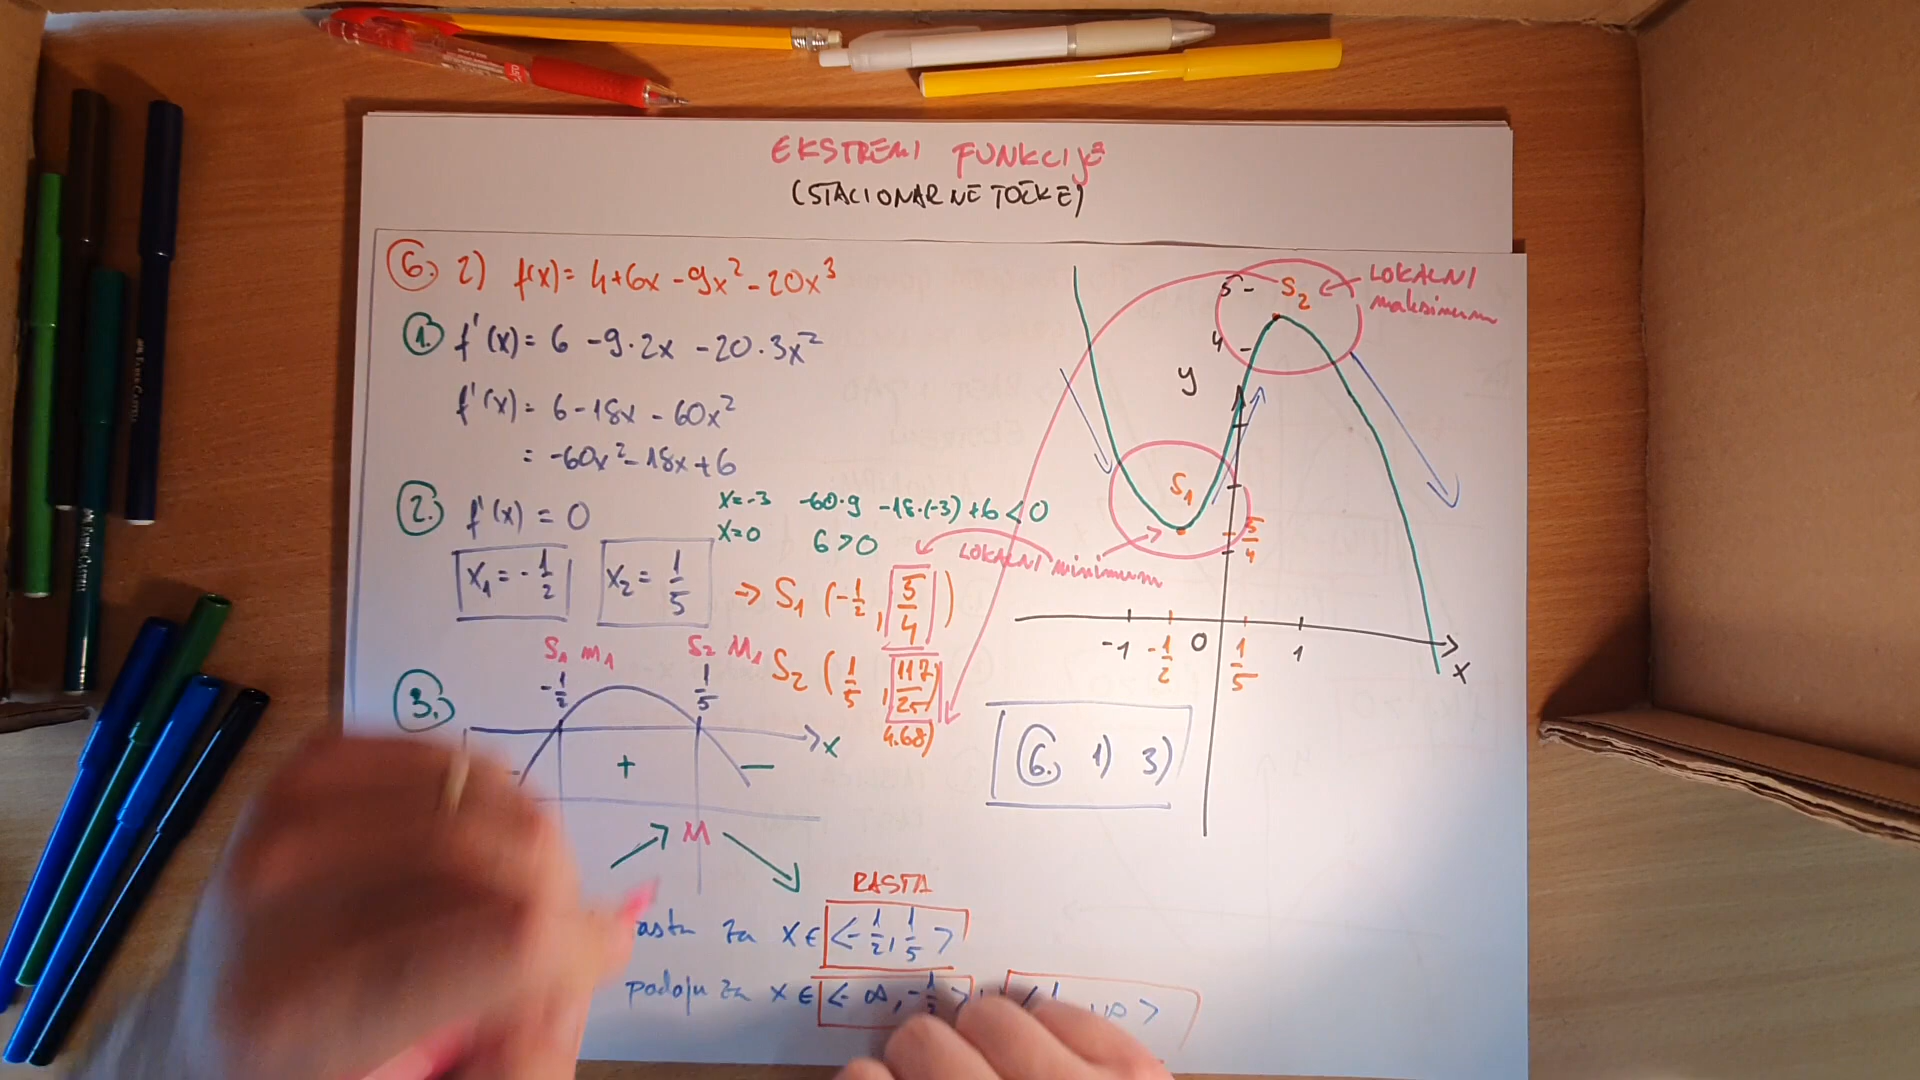 EKSTREMI FUNKCIJE
(STACIONARNE TOČKE)
6. 2) f(x) = 4+6x -9x² -20x³
1. f'(x) = 6 -9·2x -20·3x²
f'(x) = 6-18x - 60x²
= -60x²-18x+6
2. f'(x) = 0
x=-3 -60·9 -18·(-3)+6<0
x=0 6>0
x₁ = -1/2 x₂ = 1/5 → S₁ (-1/2, 5/4)
S₂ (1/5, 117/25)
4.68)
LOKALNI minimum
3.
S₁ m₁ S₂ M₁
-1/2 1/5
+ - x
M
RASTA
za x∈ <-1/2, 1/5>
za x∈ <-∞, -1/2>
LOKALNI
maksimum
5 S₂
4
y
S₁
5/4
-1 -1/2 0 1/5 1 x
6. 1) 3)